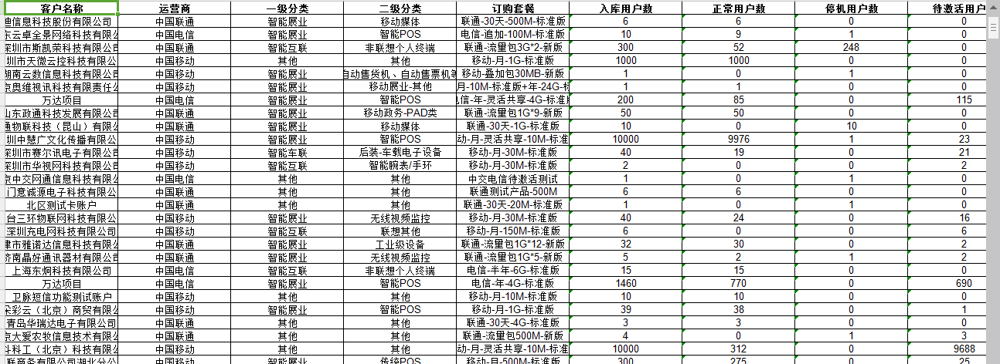 客户名称 运营商 一级分类 二级分类 订购套餐 入库用户数 正常用户数 停机用户数 待激活用户
迪信息科技股份有限公司 中国联通 智能展业 移动媒体 联通-30天-500M-标准版 6 6 0 0
东云卓全景网络科技有限公 中国电信 智能展业 智能POS 电信-追加-100M-标准版 10 9 1 0
深圳市斯凯荣科技有限公司 中国联通 智能互联 非联想个人终端 联通-流量包3G*2-新版 300 52 248 0
圳市天微云控科技有限公 中国移动 其他 其他 移动-月-1G-标准版 1000 1000 0 0
湖南云数信息科技有限公司 中国移动 智能展业 自动售货机、自动售票机等 移动-叠加包30MB-新版 1 0 1 0
京奥维视讯科技有限责任公 中国移动 智能展业 移动展业-其他 月-10M-标准版+年-24G-标 1 1 0 0
万达项目 中国电信 智能展业 智能POS 电信-年-灵活共享-4G-标准版 200 85 0 115
山东政通科技发展有限公司 中国联通 智能展业 移动政务-PAD类 联通-流量包1G*9-新版 50 50 0 0
通物联科技（昆山）有限公 中国联通 智能展业 移动媒体 联通-30天-1G-标准版 10 0 10 0
圳中慧广文化传播有限公 中国移动 智能展业 智能POS 动-月-灵活共享-10M-标准 10000 9976 1 23
深圳市赛尔讯电子有限公司 中国移动 智能车联 后装-车载电子设备 移动-月-30M-标准版 40 19 0 21
深圳市华视网科技有限公司 中国移动 智能互联 智能腕表/手环 移动-月-30M-标准版 2 0 0 2
京中交网通信息科技有限公 中国电信 其他 其他 中交电信待激活测试 1 0 1 0
门意诚源电子科技有限公 中国联通 其他 其他 联通测试产品-500M 6 6 0 0
北区测试卡账户 中国联通 其他 其他 联通-30天-20M-标准版 1 0 1 0
台三环物联网科技有限公 中国移动 智能展业 无线视频监控 移动-月-30M-标准版 40 24 0 16
深圳充电网科技有限公司 中国移动 智能互联 联想其他 移动-月-150M-标准版 6 0 0 6
津市雅诺达信息科技有限公 中国联通 智能展业 工业级设备 联通-流量包1G*12-新版 32 30 0 2
济南晶好通讯器材有限公司 中国联通 智能展业 无线视频监控 联通-流量包1G*5-新版 5 2 1 2
上海东炯科技有限公司 中国电信 智能互联 非联想个人终端 电信-半年-6G-标准版 15 15 0 0
万达项目 中国电信 智能展业 智能POS 电信-年-4G-标准版 1460 770 0 690
卫脉短信功能测试账户 中国移动 其他 其他 移动-月-10M-标准版 10 10 0 0
朵彩云（北京）商贸有限公 中国移动 智能展业 智能POS 移动-月-1G-标准版 39 38 0 1
青岛华瑞达电子有限公司 中国联通 其他 其他 联通-30天-4G-标准版 3 3 0 0
京大爱农牧信息技术有限公 中国联通 其他 其他 联通-流量包500M-新版 4 0 1 3
科工（北京）科技有限公 中国移动 其他 其他 动-月-灵活共享-10M-标准 10000 312 0 9688
联商务有限公司湖北分公 中国移动 智能展业 传统POS 移动-月-500M-标准版 300 275 0 25